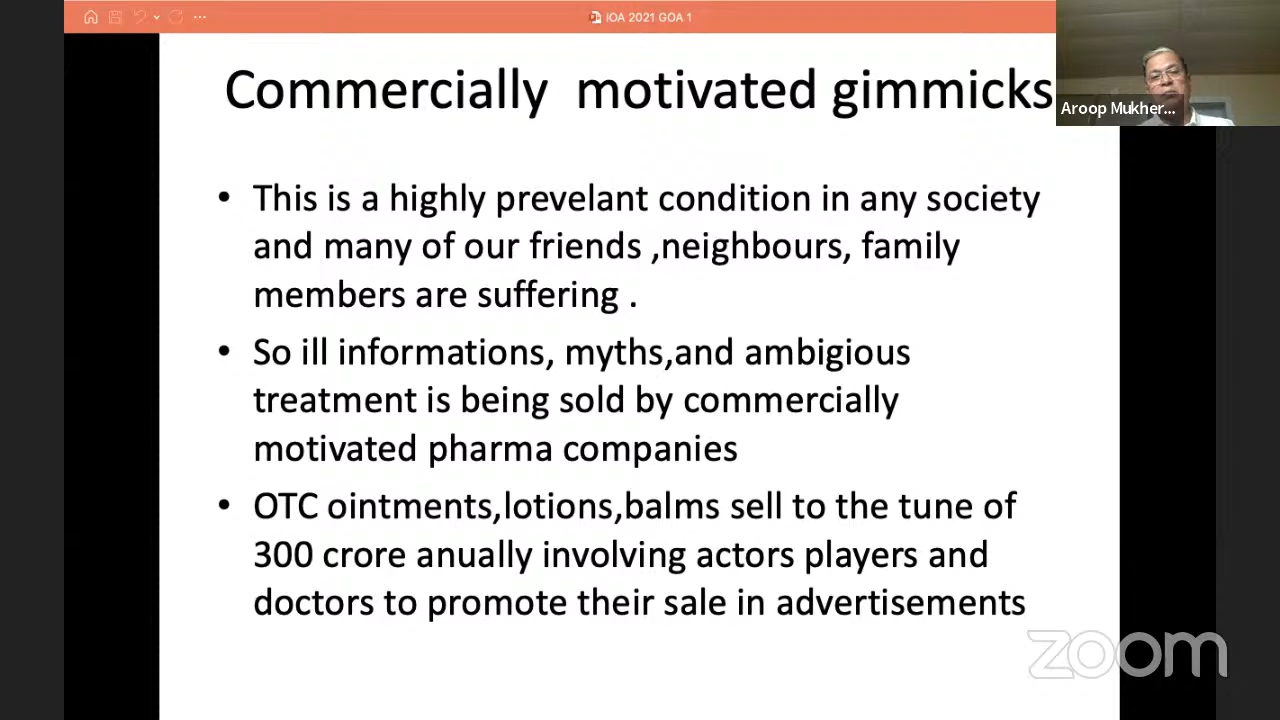 IOA 2021 GOA 1
Commercially motivated gimmicks
Aroop Mukher...
• This is a highly prevelant condition in any society
and many of our friends ,neighbours, family
members are suffering .
• So ill informations, myths,and ambigious
treatment is being sold by commercially
motivated pharma companies
• OTC ointments,lotions,balms sell to the tune of
300 crore anually involving actors players and
doctors to promote their sale in advertisements
zoom